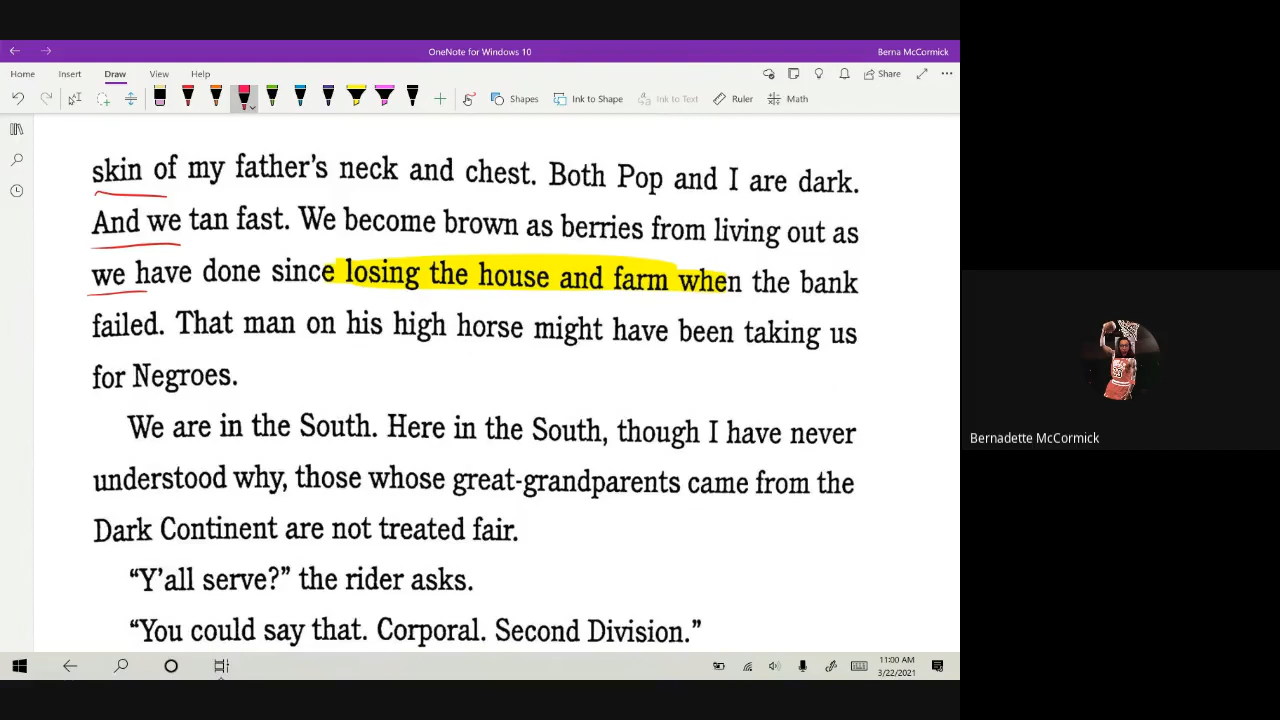 OneNote for Windows 10
Berna McCormick
Home Insert Draw View Help
Share
Shapes Ink to Shape Ink to Text Ruler Math
skin of my father's neck and chest. Both Pop and I are dark.
And we tan fast. We become brown as berries from living out as
we have done since losing the house and farm when the bank
failed. That man on his high horse might have been taking us
for Negroes.
We are in the South. Here in the South, though I have never
understood why, those whose great-grandparents came from the
Dark Continent are not treated fair.
“Y'all serve?” the rider asks.
“You could say that. Corporal. Second Division.”
11:00 AM
3/22/2021
Bernadette McCormick